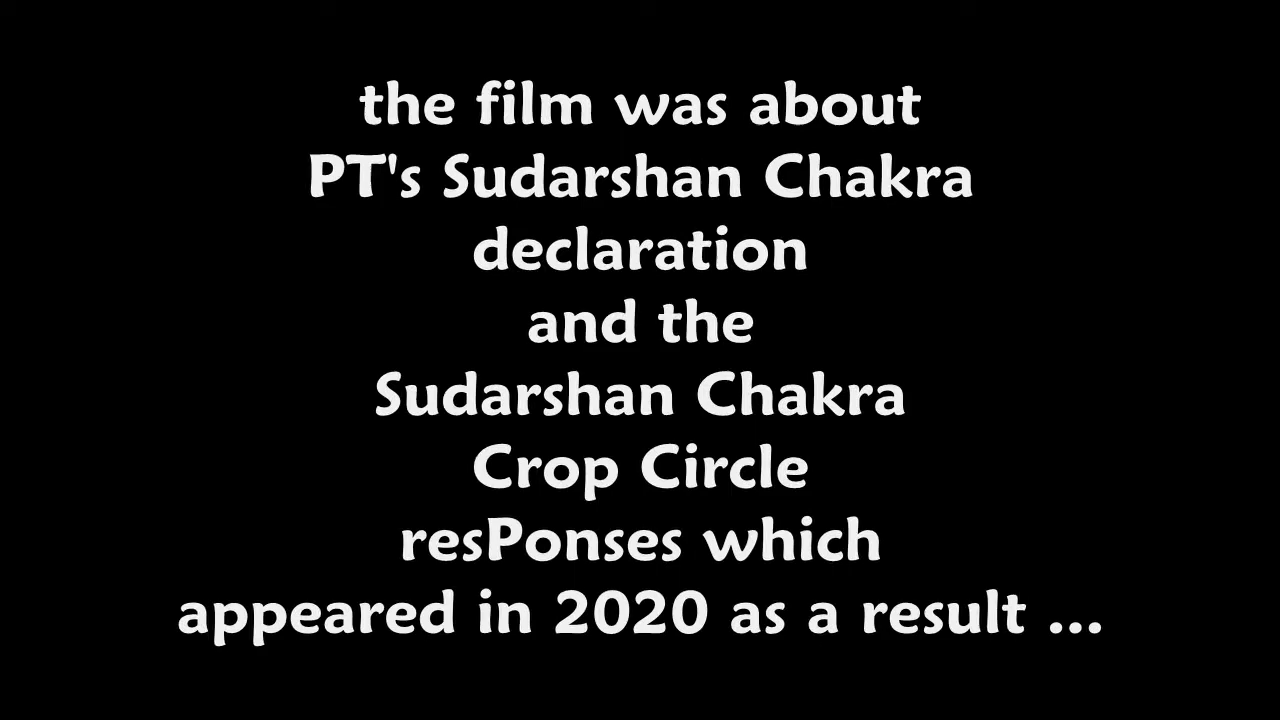 the film was about
PT's Sudarshan Chakra
declaration
and the
Sudarshan Chakra
Crop Circle
resPonses which
appeared in 2020 as a result ...